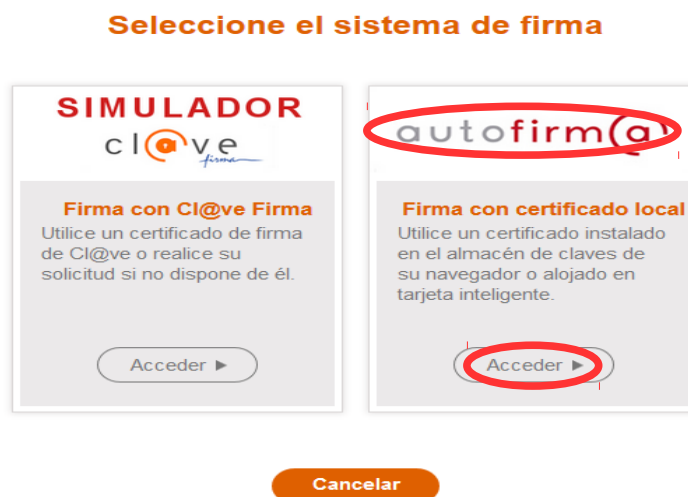 Seleccione el sistema de firma
SIMULADOR
cl@ve
firma
Firma con Cl@ve Firma
Utilice un certificado de firma
de Cl@ve o realice su
solicitud si no dispone de él.
Acceder ►
autofirm(a)
Firma con certificado local
Utilice un certificado instalado
en el almacén de claves de
su navegador o alojado en
tarjeta inteligente.
Acceder ►
Cancelar